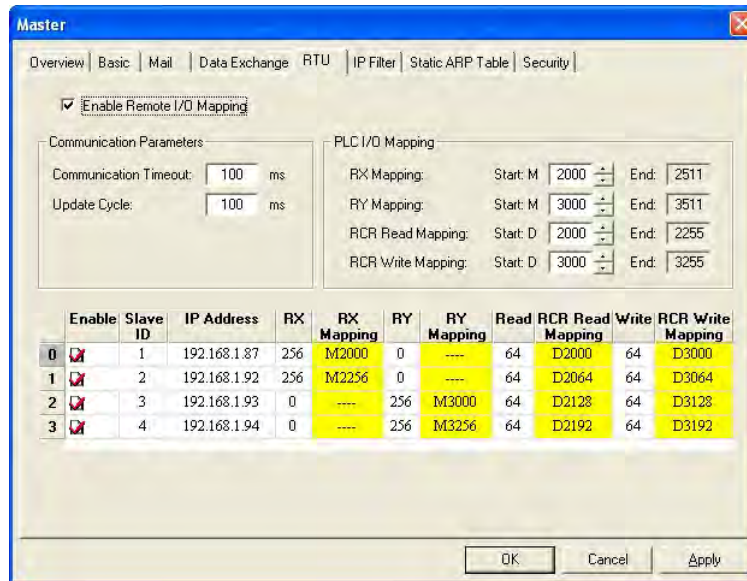 Master
Overview Basic Mail Data Exchange RTU IP Filter Static ARP Table Security
Enable Remote I/O Mapping
Communication Parameters
Communication Timeout: 100 ms
Update Cycle: 100 ms
PLC I/O Mapping
RX Mapping: Start: M 2000 End: 2511
RY Mapping: Start: M 3000 End: 3511
RCR Read Mapping: Start: D 2000 End: 2255
RCR Write Mapping: Start: D 3000 End: 3255
Enable Slave ID IP Address RX RX Mapping RY RY Mapping Read RCR Read Mapping Write RCR Write Mapping
0 1 192.168.1.87 256 M2000 0 ---- 64 D2000 64 D3000
1 2 192.168.1.92 256 M2256 0 ---- 64 D2064 64 D3064
2 3 192.168.1.93 0 ---- 256 M3000 64 D2128 64 D3128
3 4 192.168.1.94 0 ---- 256 M3256 64 D2192 64 D3192
OK Cancel Apply